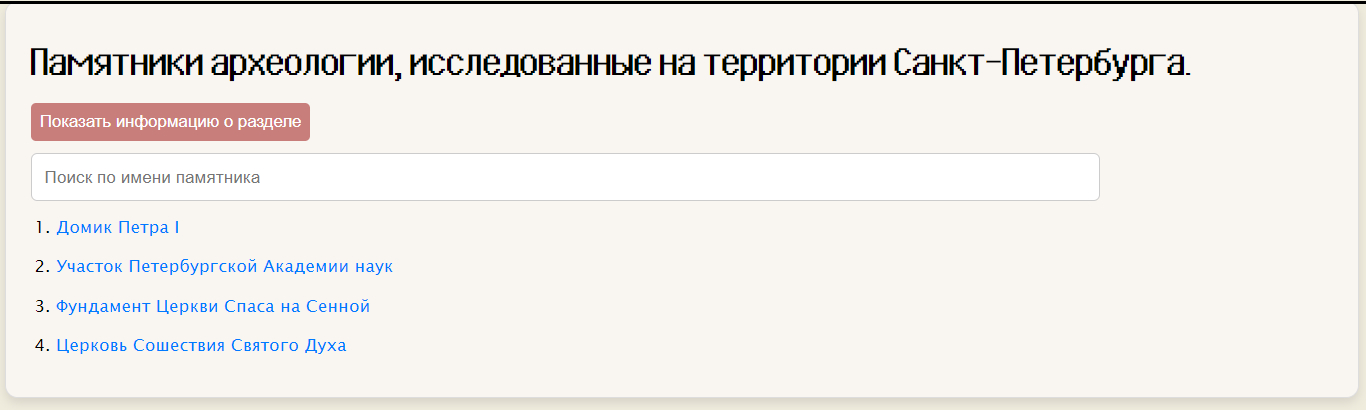 Памятники археологии, исследованные на территории Санкт-Петербурга.
Показать информацию о разделе
Поиск по имени памятника
1. Домик Петра I
2. Участок Петербургской Академии наук
3. Фундамент Церкви Спаса на Сенной
4. Церковь Сошествия Святого Духа